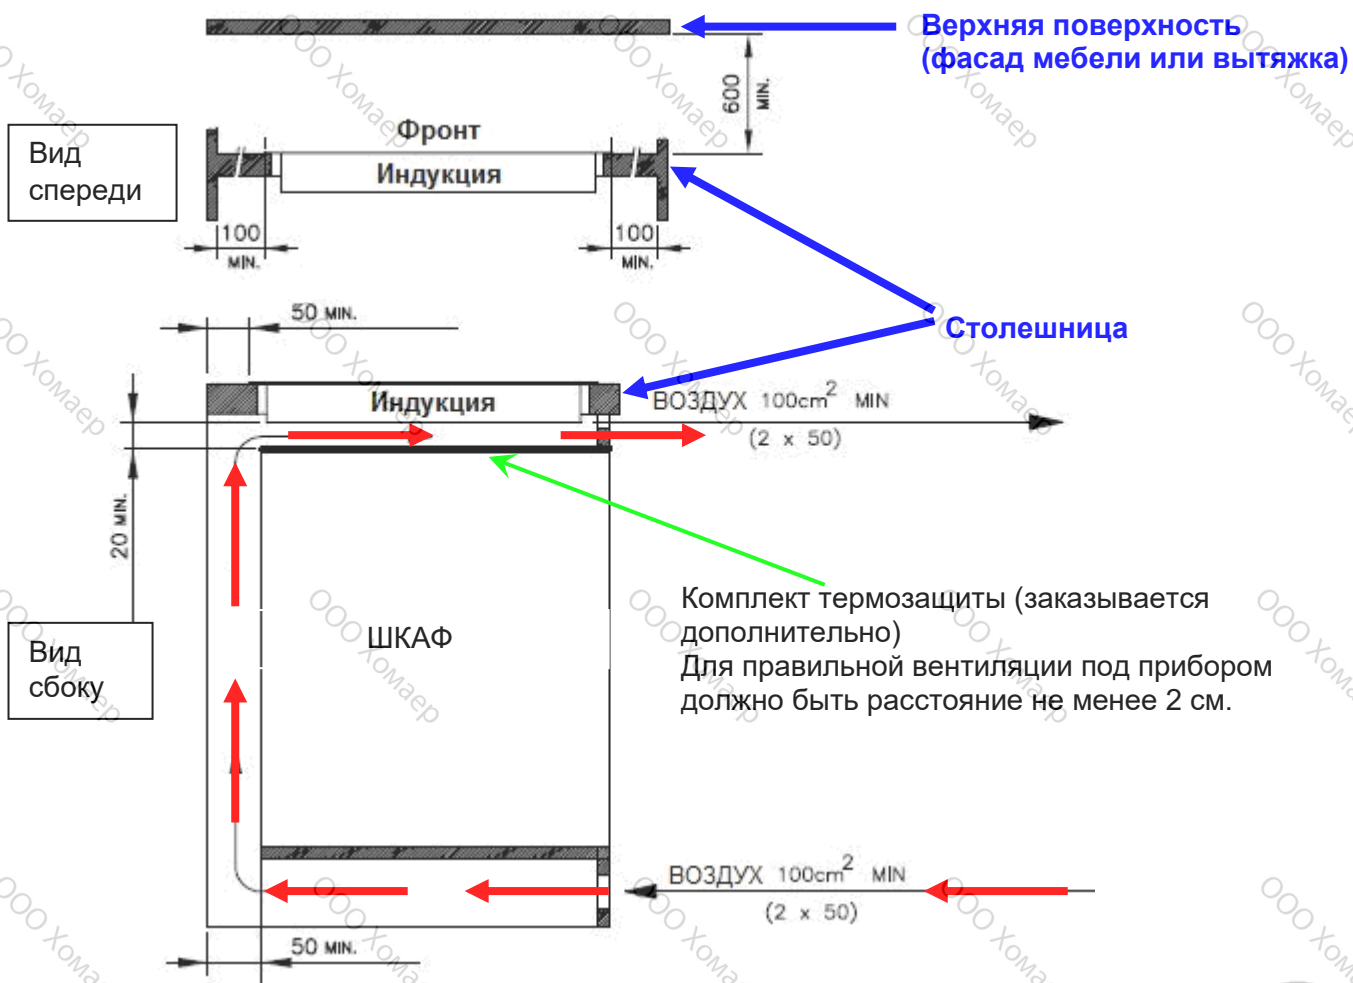 Верхняя поверхность
(фасад мебели или вытяжка)
600
MIN.
Вид
спереди
Фронт
Индукция
100
MIN.
100
MIN.
50 MIN.
Столешница
Индукция
ВОЗДУХ 100cm2 MIN
(2 x 50)
20 MIN.
Комплект термозащиты (заказывается
дополнительно)
Для правильной вентиляции под прибором
должно быть расстояние не менее 2 см.
ШКАФ
Вид
сбоку
ВОЗДУХ 100cm2 MIN
(2 x 50)
50 MIN.
ООО Хомаер